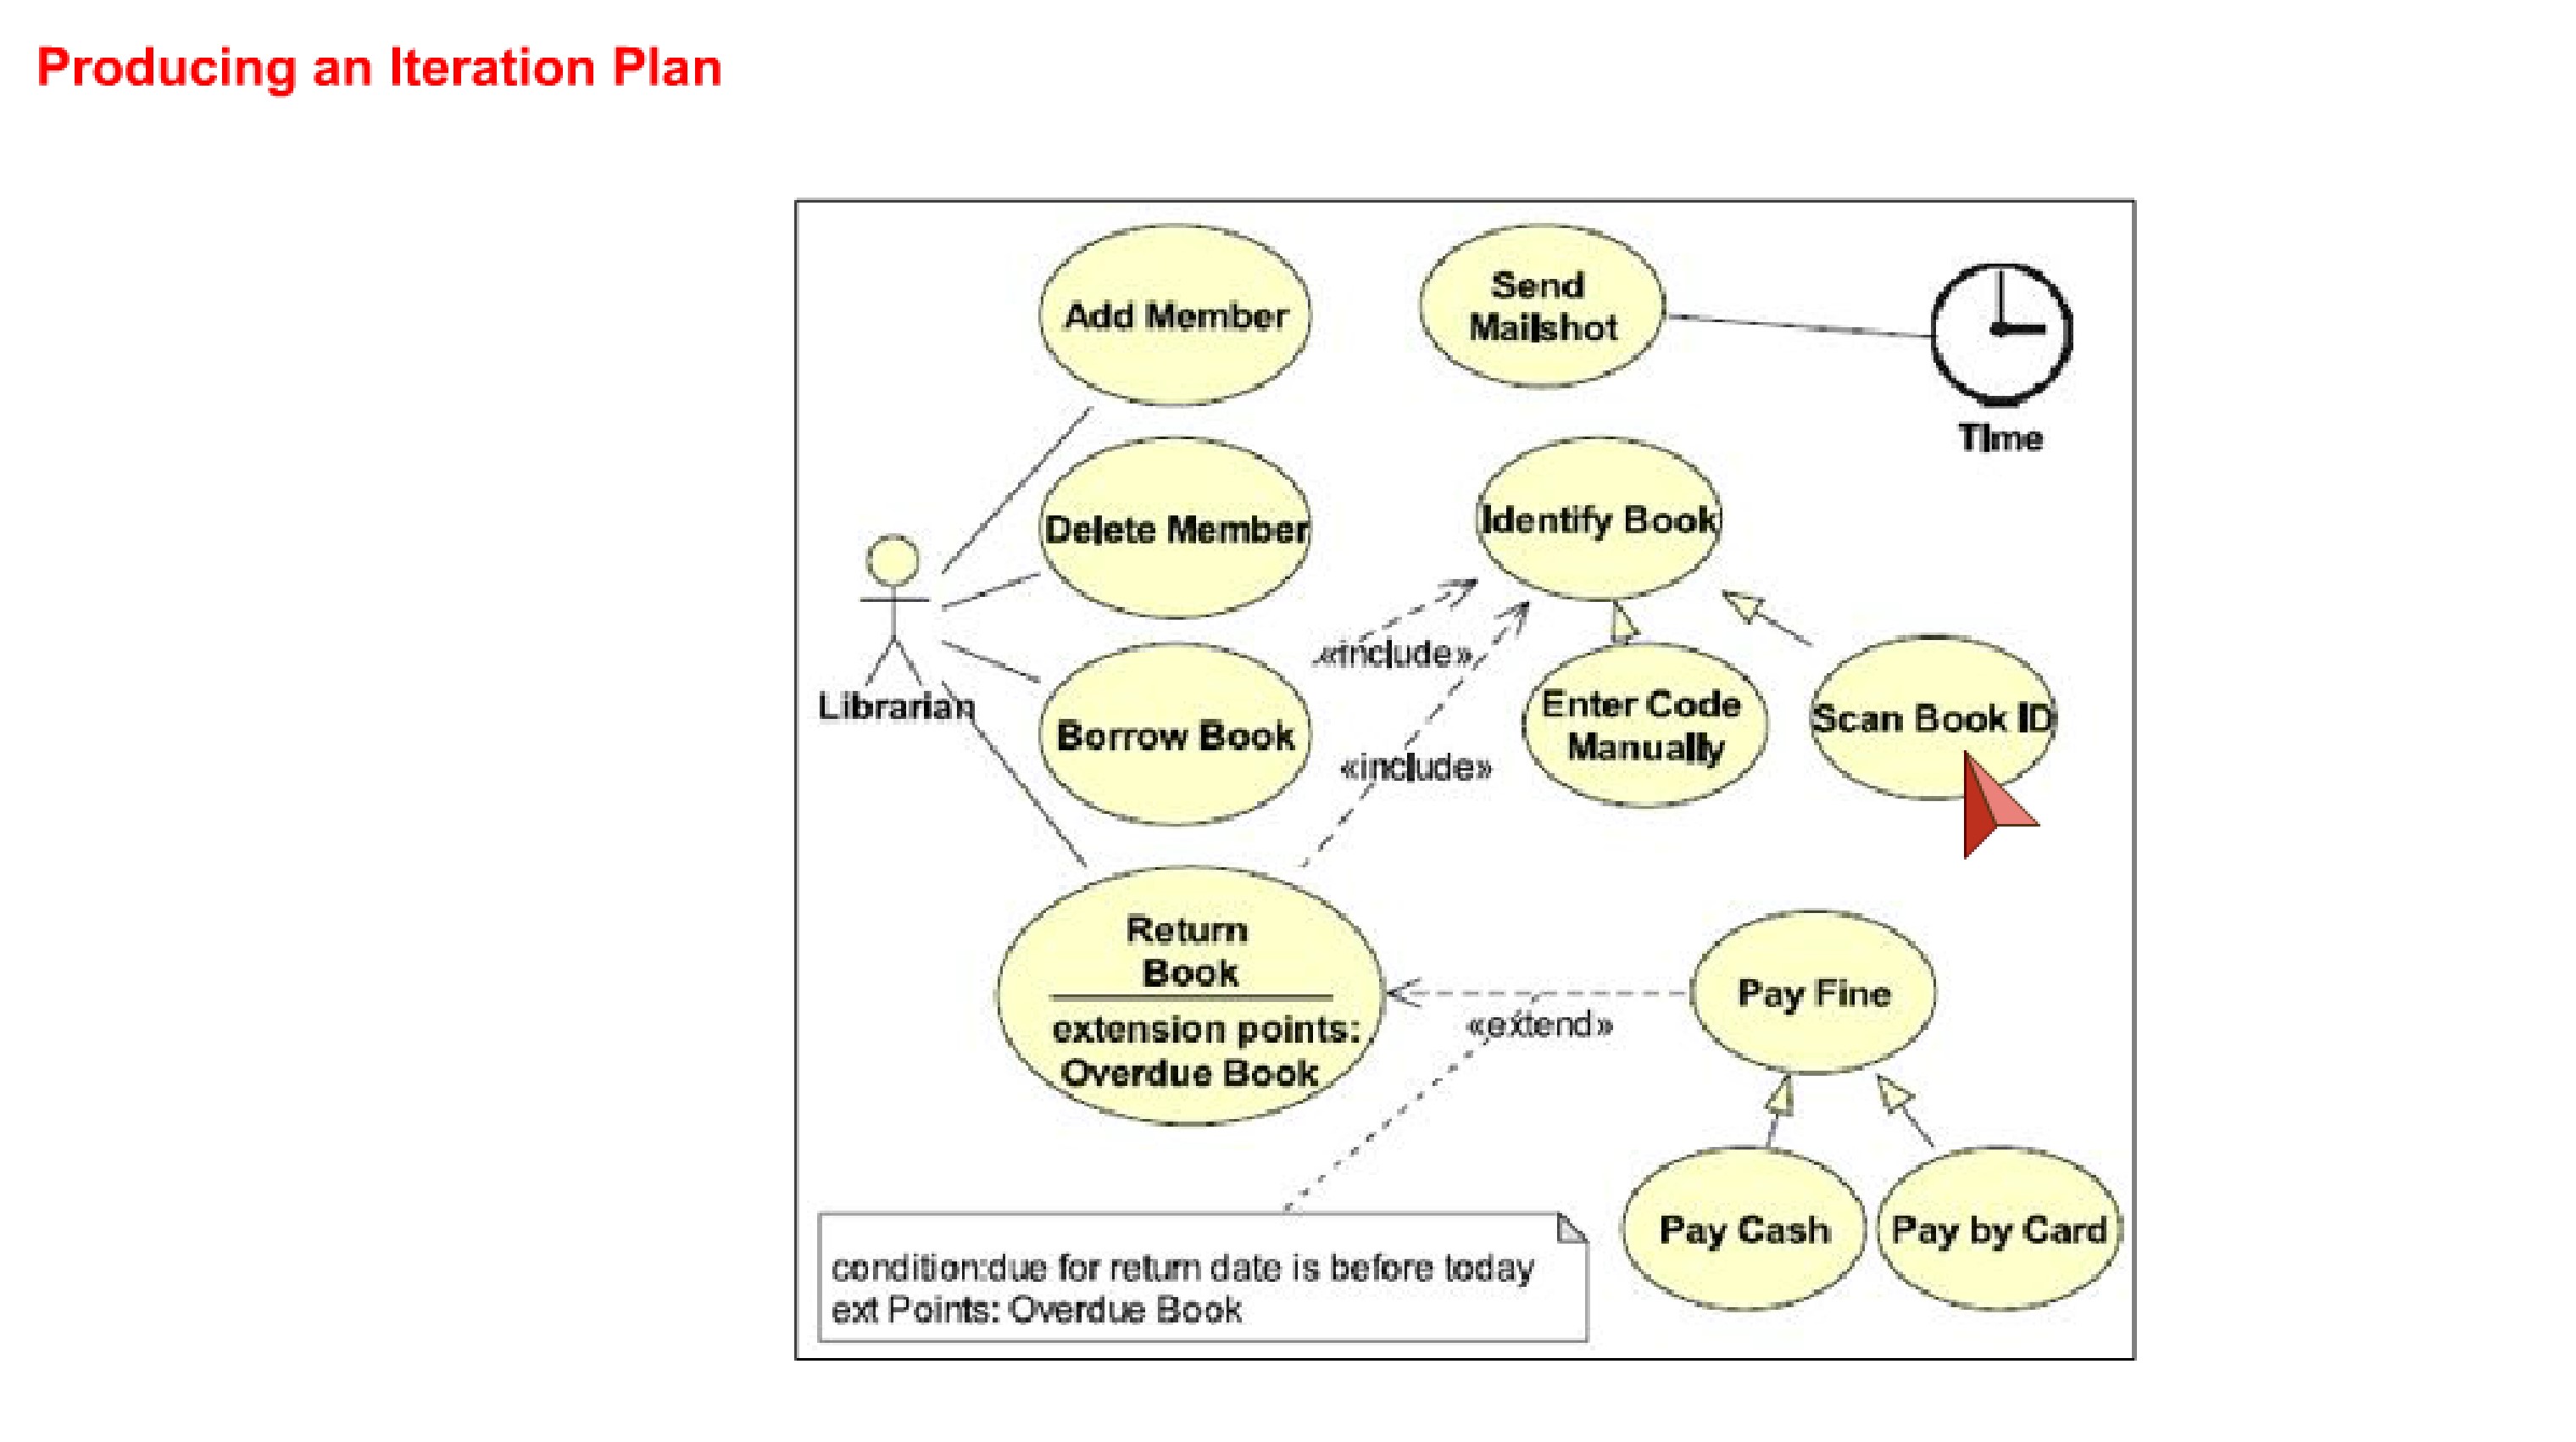 Producing an Iteration Plan
Add Member
Send
Mailshot
TIme
Delete Member
Identify Book
Librarian
«include»
Borrow Book
Enter Code
Manually
Scan Book ID
«include»
Return
Book
extension points:
Overdue Book
«extend»
Pay Fine
Pay Cash
Pay by Card
condition:due for return date is before today
ext Points: Overdue Book